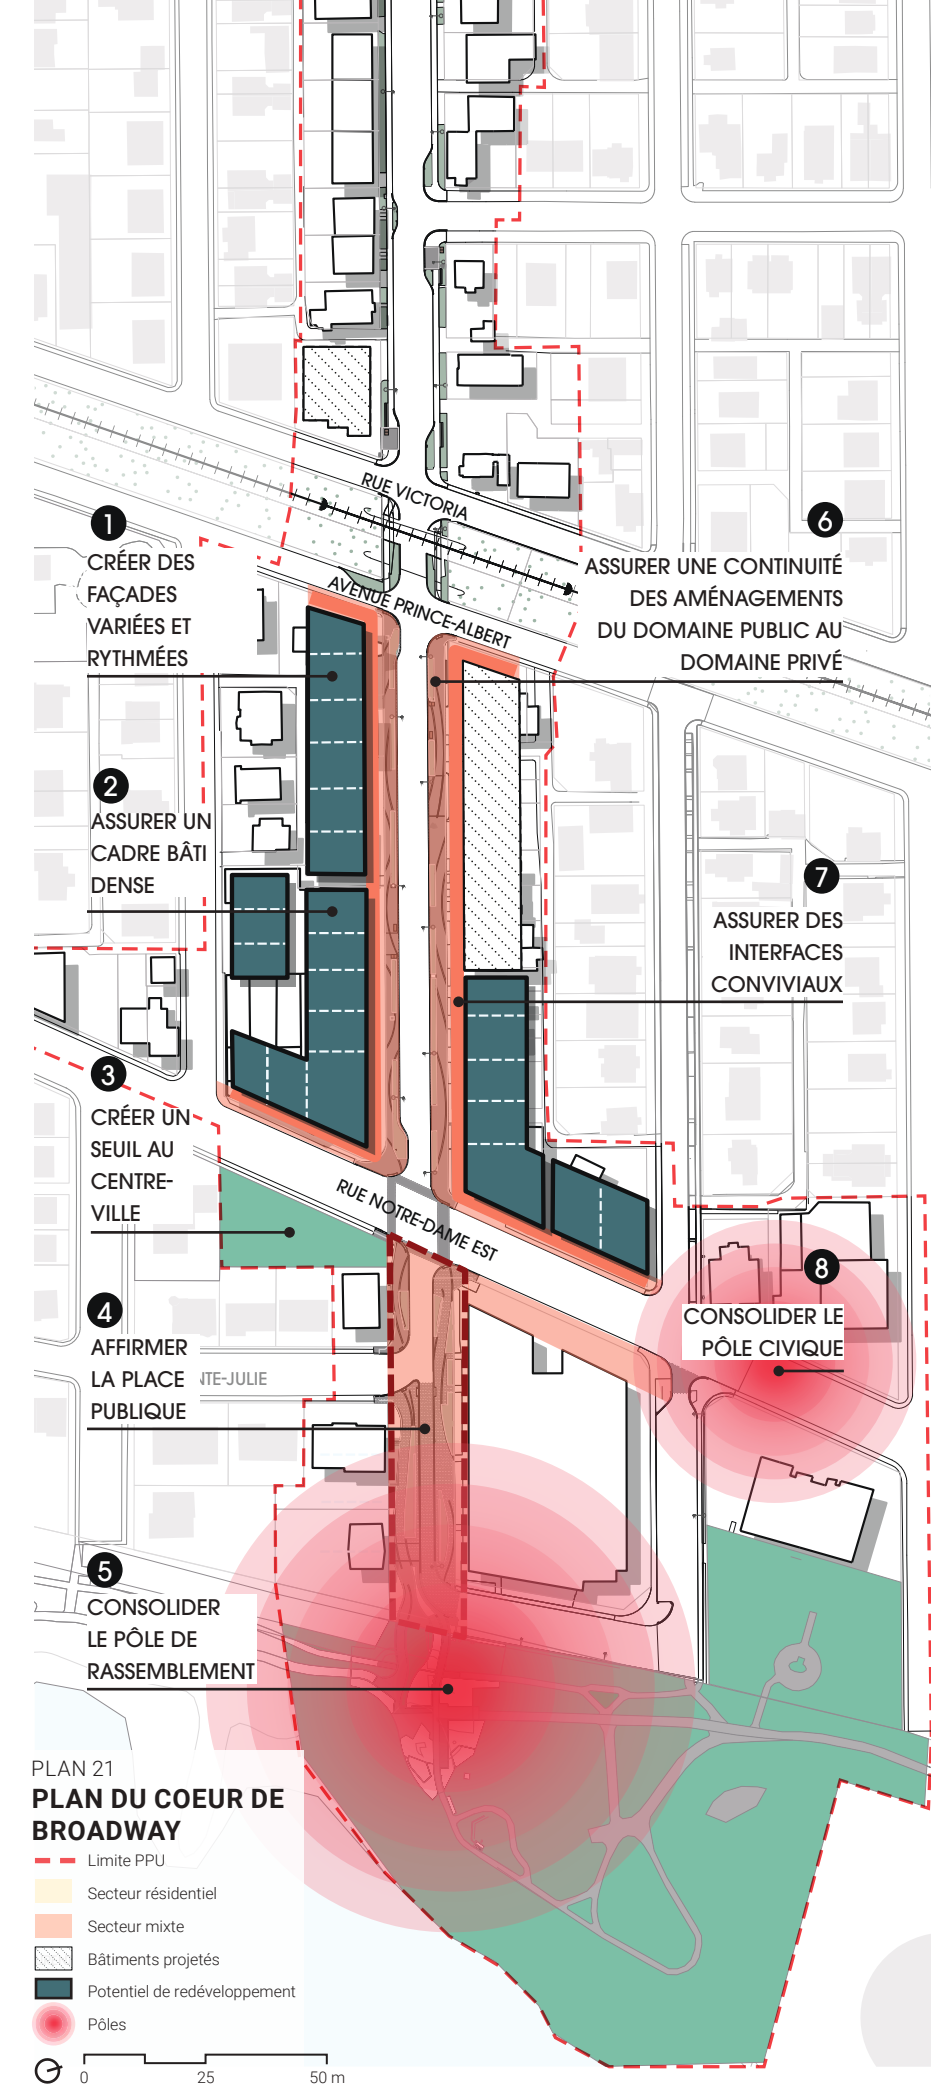 RUE VICTORIA
AVENUE PRINCE-ALBERT
RUE NOTRE-DAME EST
NTE-JULIE
1
CRÉER DES
FAÇADES
VARIÉES ET
RYTHMÉES
2
ASSURER UN
CADRE BÂTI
DENSE
3
CRÉER UN
SEUIL AU
CENTRE-
VILLE
4
AFFIRMER
LA PLACE
PUBLIQUE
5
CONSOLIDER
LE PÔLE DE
RASSEMBLEMENT
6
ASSURER UNE CONTINUITÉ
DES AMÉNAGEMENTS
DU DOMAINE PUBLIC AU
DOMAINE PRIVÉ
7
ASSURER DES
INTERFACES
CONVIVIAUX
8
CONSOLIDER LE
PÔLE CIVIQUE
PLAN 21
PLAN DU COEUR DE
BROADWAY
Limite PPU
Secteur résidentiel
Secteur mixte
Bâtiments projetés
Potentiel de redéveloppement
Pôles
0 25 50 m